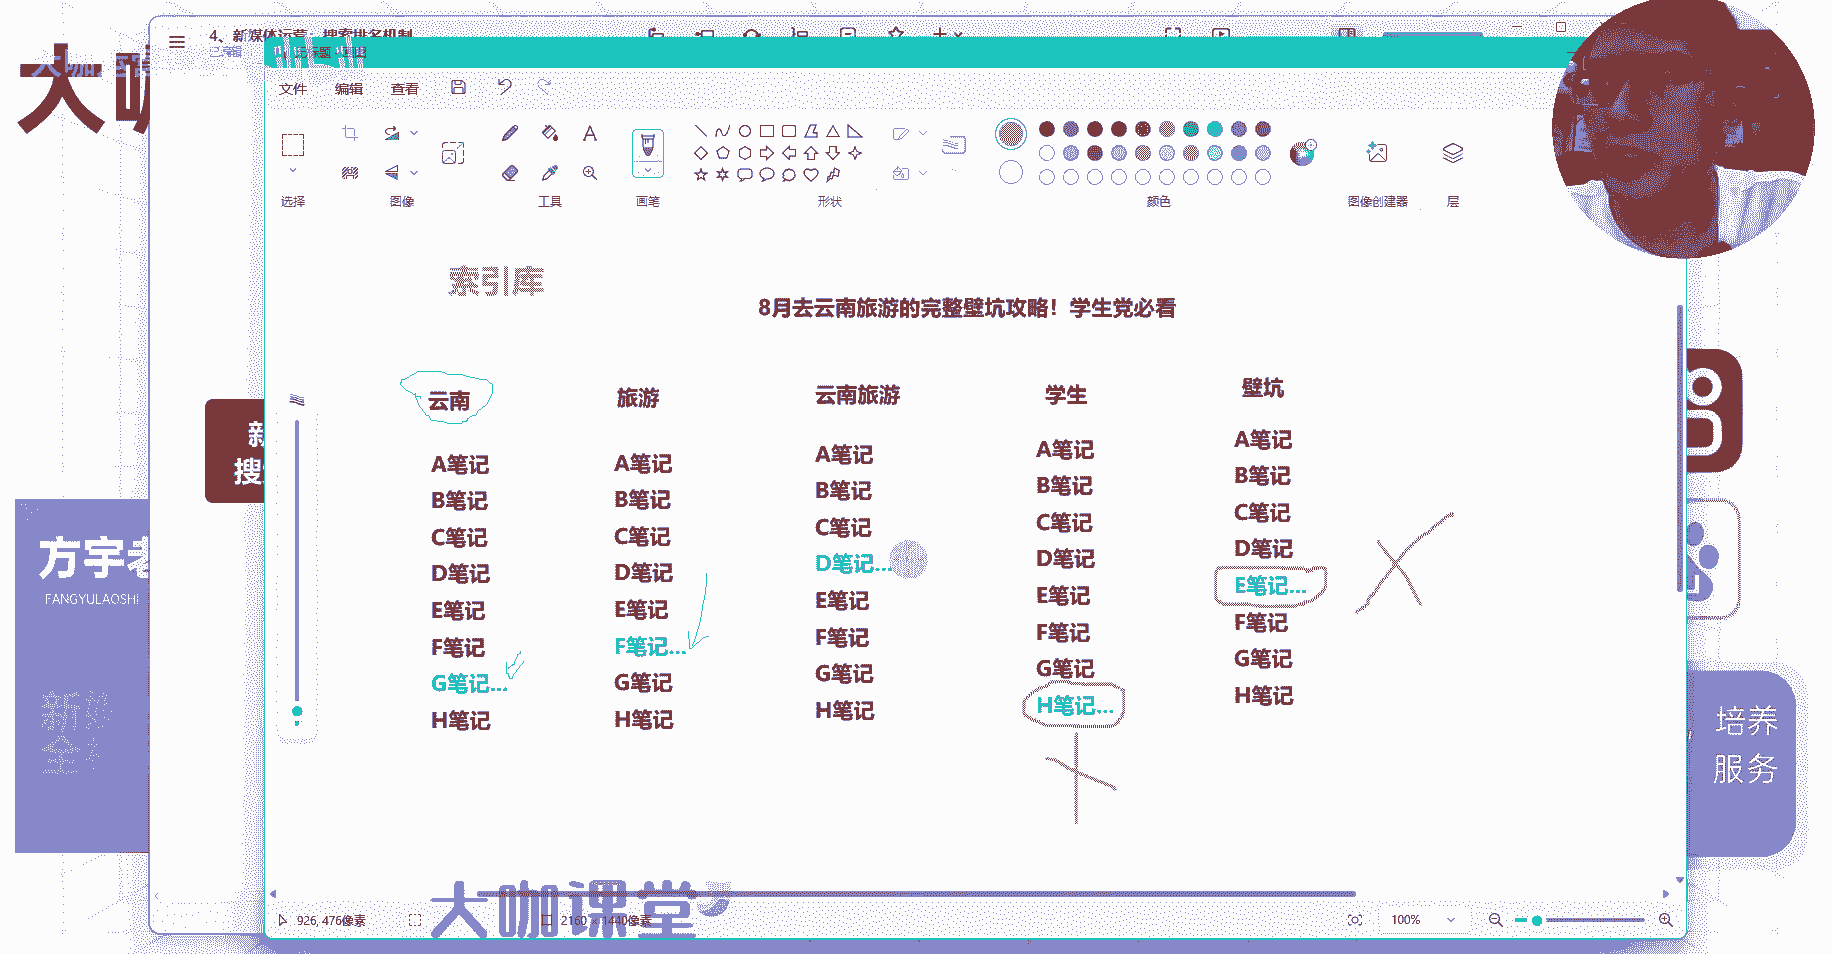 4、新媒体运营、搜索排名机制
已编辑
文件 编辑 查看
选择 图像 工具 画笔 形状 颜色 图像创建器 层
索引库
8月去云南旅游的完整壁坑攻略！学生党必看
云南 旅游 云南旅游 学生 壁坑
A笔记 A笔记 A笔记 A笔记 A笔记
B笔记 B笔记 B笔记 B笔记 B笔记
C笔记 C笔记 C笔记 C笔记 C笔记
D笔记 D笔记 D笔记... D笔记 D笔记
E笔记 E笔记 E笔记 E笔记 E笔记...
F笔记 F笔记... F笔记 F笔记 F笔记
G笔记... G笔记 G笔记 G笔记 G笔记
H笔记 H笔记 H笔记 H笔记... H笔记
方宇老
FANGYULAOSHI
培养
服务
大咖课堂
926, 476像素
2160 × 1440像素
100%